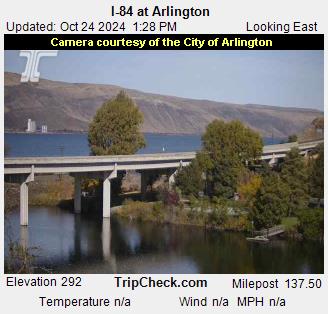 I-84 at Arlington
Updated: Oct 24 2024 1:28 PM Looking East
Camera courtesy of the City of Arlington
Elevation 292 TripCheck.com Milepost 137.50
Temperature n/a Wind n/a MPH n/a